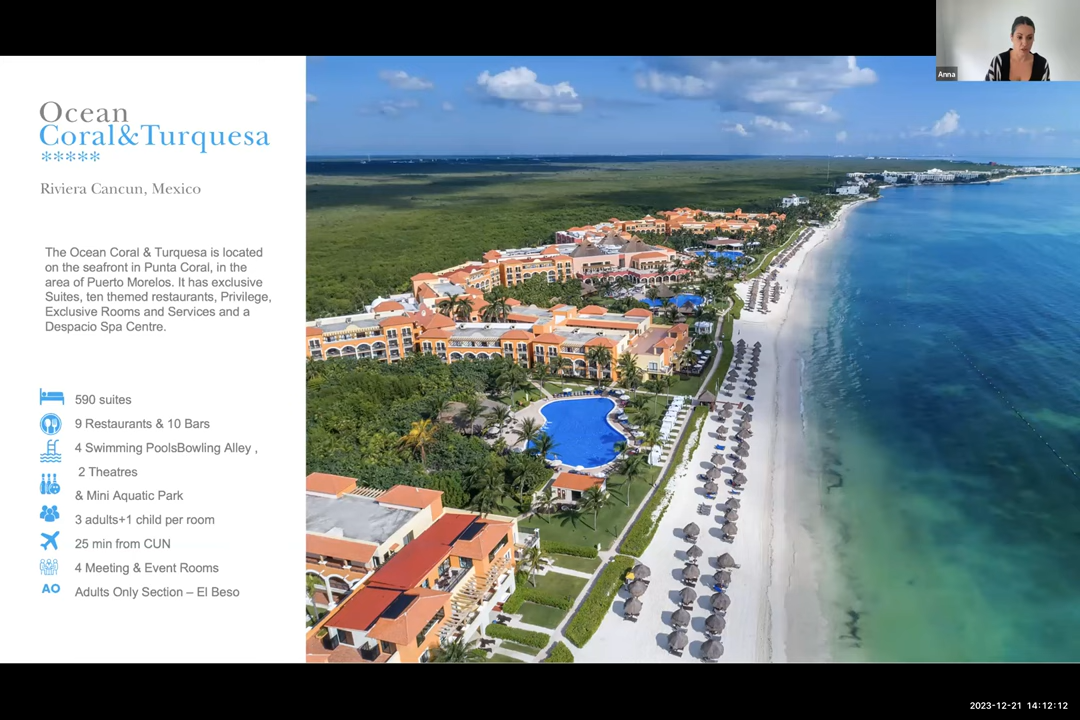 Ocean
Coral&Turquesa
*****
Riviera Cancun, Mexico
The Ocean Coral & Turquesa is located
on the seafront in Punta Coral, in the
area of Puerto Morelos. It has exclusive
Suites, ten themed restaurants, Privilege,
Exclusive Rooms and Services and a
Despacio Spa Centre.
590 suites
9 Restaurants & 10 Bars
4 Swimming PoolsBowling Alley ,
2 Theatres
& Mini Aquatic Park
3 adults+1 child per room
25 min from CUN
4 Meeting & Event Rooms
AO Adults Only Section – El Beso
Anna
2023-12-21 14:12:12